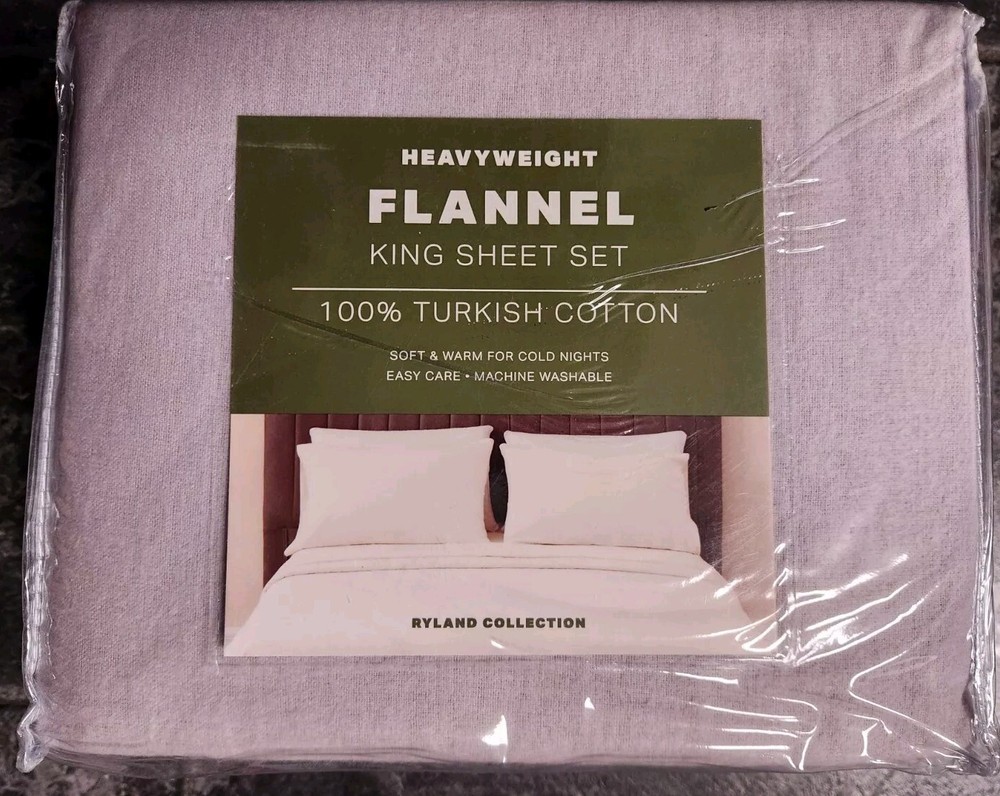 HEAVYWEIGHT
FLANNEL
KING SHEET SET
100% TURKISH COTTON
SOFT & WARM FOR COLD NIGHTS
EASY CARE • MACHINE WASHABLE
RYLAND COLLECTION